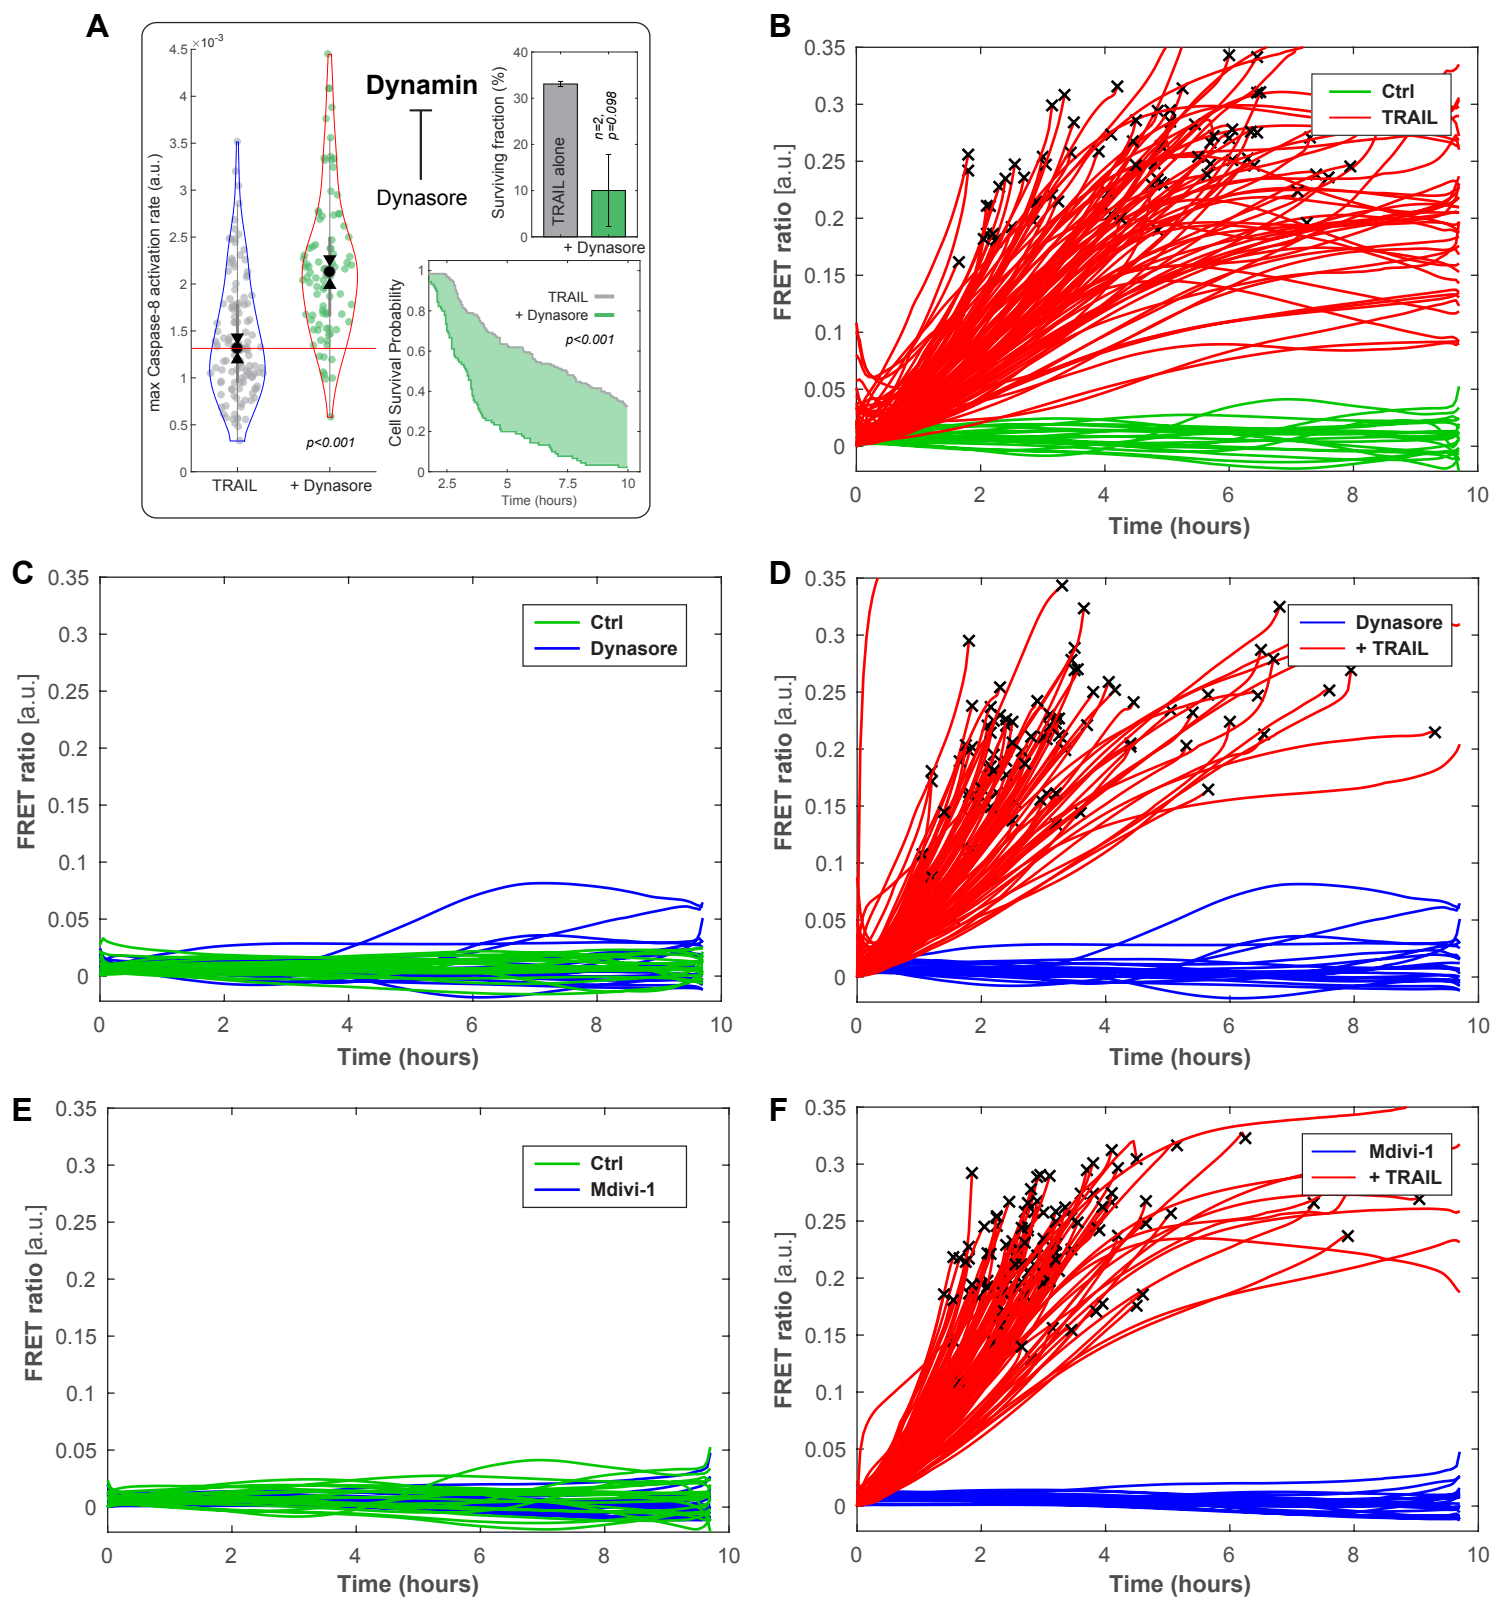 A
×10⁻³
4.5
4
3.5
3
2.5
2
1.5
1
0.5
0
max Caspase-8 activation rate (a.u.)
p<0.001
TRAIL
+ Dynasore
Dynamin
Dynasore
40
30
20
10
0
Surviving fraction (%)
TRAIL alone
n=2,
p=0.098
+ Dynasore
1
0.8
0.6
0.4
0.2
0
Cell Survival Probability
TRAIL
+ Dynasore
p<0.001
2.5 5 7.5 10
Time (hours)
B
0.35
0.3
0.25
0.2
0.15
0.1
0.05
0
FRET ratio [a.u.]
Ctrl
TRAIL
0 2 4 6 8 10
Time (hours)
C
0.35
0.3
0.25
0.2
0.15
0.1
0.05
0
FRET ratio [a.u.]
Ctrl
Dynasore
0 2 4 6 8 10
Time (hours)
D
0.35
0.3
0.25
0.2
0.15
0.1
0.05
0
FRET ratio [a.u.]
Dynasore
+ TRAIL
0 2 4 6 8 10
Time (hours)
E
0.35
0.3
0.25
0.2
0.15
0.1
0.05
0
FRET ratio [a.u.]
Ctrl
Mdivi-1
0 2 4 6 8 10
Time (hours)
F
0.35
0.3
0.25
0.2
0.15
0.1
0.05
0
FRET ratio [a.u.]
Mdivi-1
+ TRAIL
0 2 4 6 8 10
Time (hours)